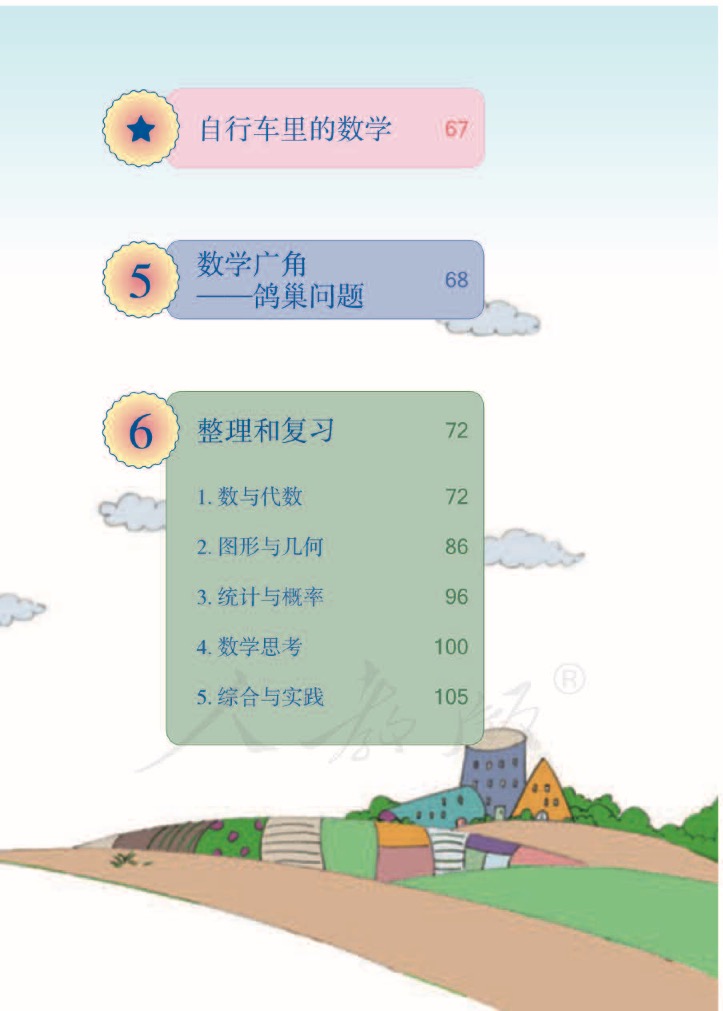 ★ 自行车里的数学 67
5 数学广角
——鸽巢问题 68
6 整理和复习 72
1. 数与代数 72
2. 图形与几何 86
3. 统计与概率 96
4. 数学思考 100
5. 综合与实践 105
人教版®